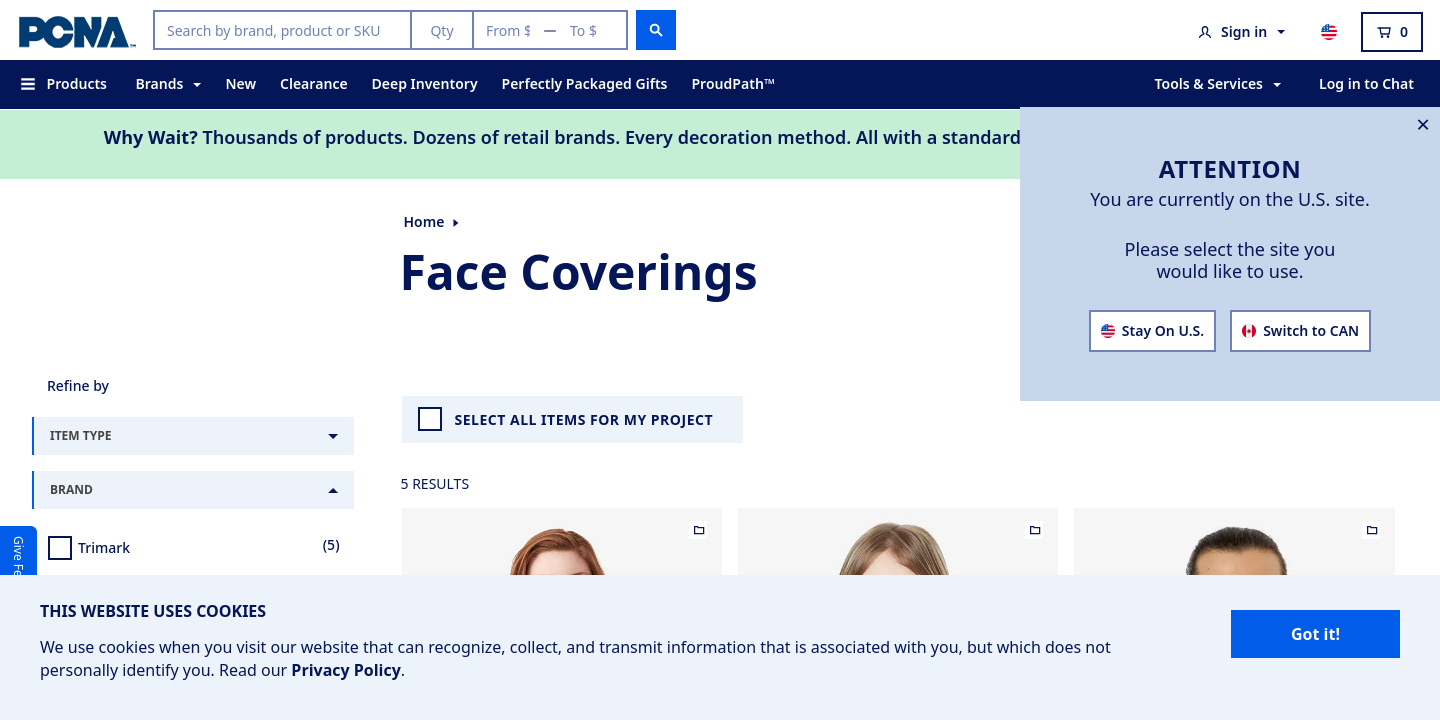 PCNA™
Search by brand, product or SKU
Qty
From $ — To $
Sign in
0
Products
Brands
New
Clearance
Deep Inventory
Perfectly Packaged Gifts
ProudPath™
Tools & Services
Log in to Chat
Why Wait? Thousands of products. Dozens of retail brands. Every decoration method. All with a standard
ATTENTION
You are currently on the U.S. site.
Please select the site you
would like to use.
Stay On U.S.
Switch to CAN
Home
Face Coverings
Refine by
SELECT ALL ITEMS FOR MY PROJECT
ITEM TYPE
5 RESULTS
BRAND
Trimark
(5)
Give Fe
THIS WEBSITE USES COOKIES
We use cookies when you visit our website that can recognize, collect, and transmit information that is associated with you, but which does not
personally identify you. Read our Privacy Policy.
Got it!